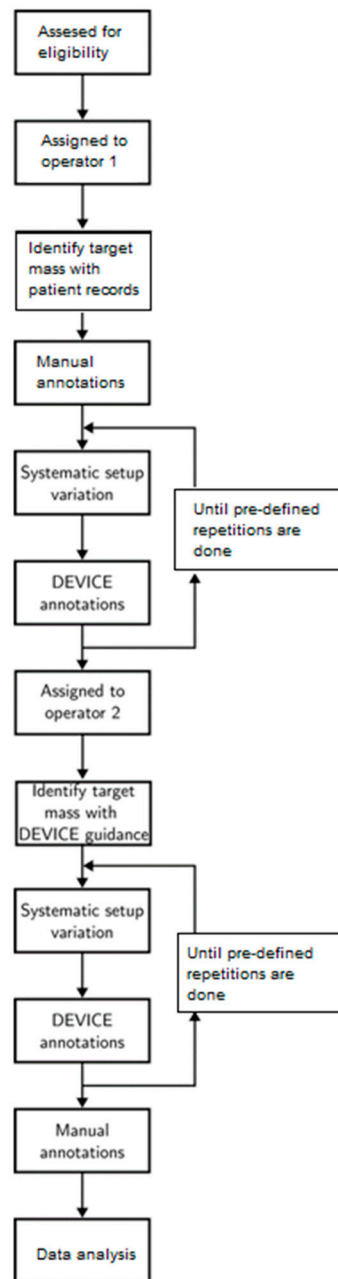 Assesed for
eligibility
Assigned to
operator 1
Identify target
mass with
patient records
Manual
annotations
Systematic setup
variation
Until pre-defined
repetitions are
done
DEVICE
annotations
Assigned to
operator 2
Identify target
mass with
DEVICE guidance
Systematic setup
variation
Until pre-defined
repetitions are
done
DEVICE
annotations
Manual
annotations
Data analysis